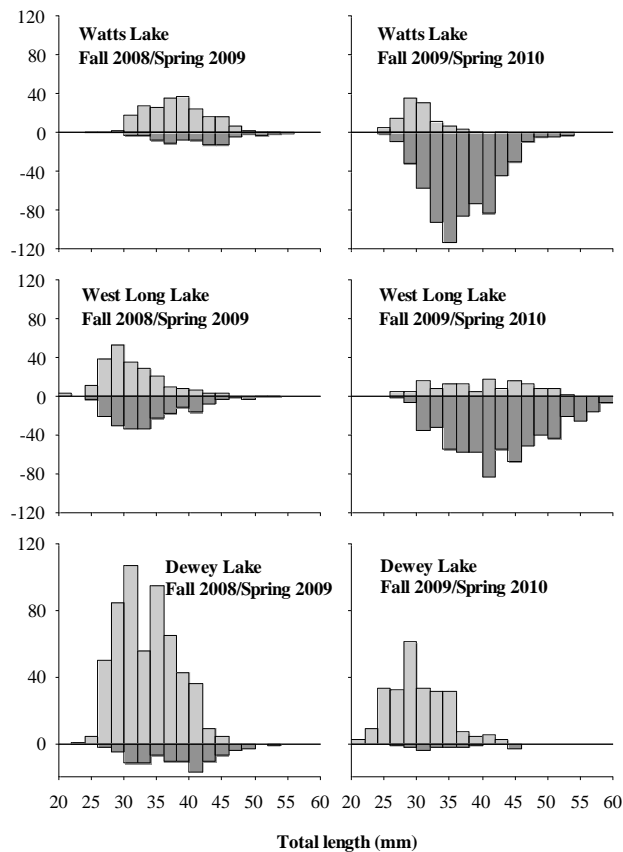 Watts Lake
Fall 2008/Spring 2009
120
80
40
0
-40
-80
-120
Watts Lake
Fall 2009/Spring 2010
West Long Lake
Fall 2008/Spring 2009
120
80
40
0
-40
-80
-120
West Long Lake
Fall 2009/Spring 2010
Dewey Lake
Fall 2008/Spring 2009
120
80
40
0
20 25 30 35 40 45 50 55 60
Dewey Lake
Fall 2009/Spring 2010
20 25 30 35 40 45 50 55 60
Total length (mm)